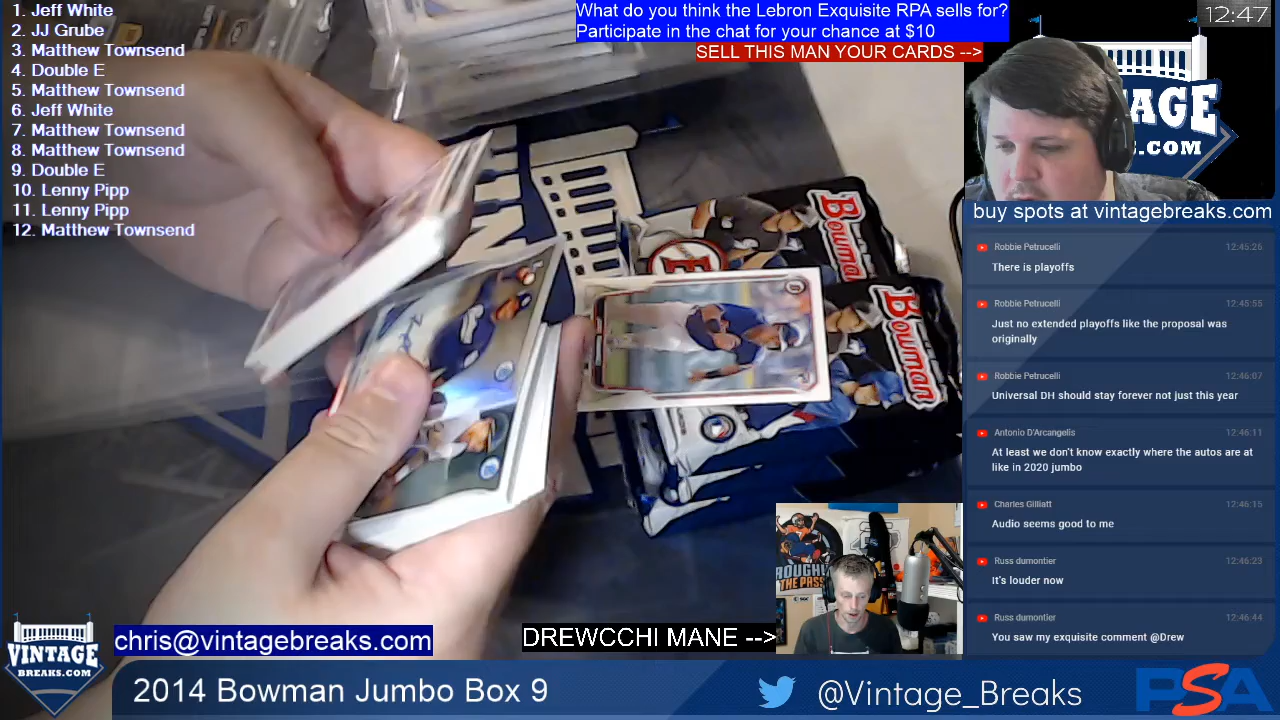 1. Jeff White
2. JJ Grube
3. Matthew Townsend
4. Double E
5. Matthew Townsend
6. Jeff White
7. Matthew Townsend
8. Matthew Townsend
9. Double E
10. Lenny Pipp
11. Lenny Pipp
12. Matthew Townsend
What do you think the Lebron Exquisite RPA sells for?
Participate in the chat for your chance at $10
SELL THIS MAN YOUR CARDS -->
12:47
TAGE
.COM
buy spots at vintagebreaks.com
Robbie Petrucelli 12:45:26
There is playoffs
Robbie Petrucelli 12:45:55
Just no extended playoffs like the proposal was
originally
Robbie Petrucelli 12:46:07
Universal DH should stay forever not just this year
Antonio D'Arcangelis 12:46:11
At least we don't know exactly where the autos are at
like in 2020 jumbo
Charles Gilliatt 12:46:15
Audio seems good to me
Russ dumontier 12:46:23
It's louder now
Russ dumontier 12:46:44
You saw my exquisite comment @Drew
Bowman
Bowman
ROUGH
THE PASS
chris@vintagebreaks.com
DREWCCHI MANE -->
VINTAGE
BREAKS.COM
2014 Bowman Jumbo Box 9
@Vintage_Breaks
PSA